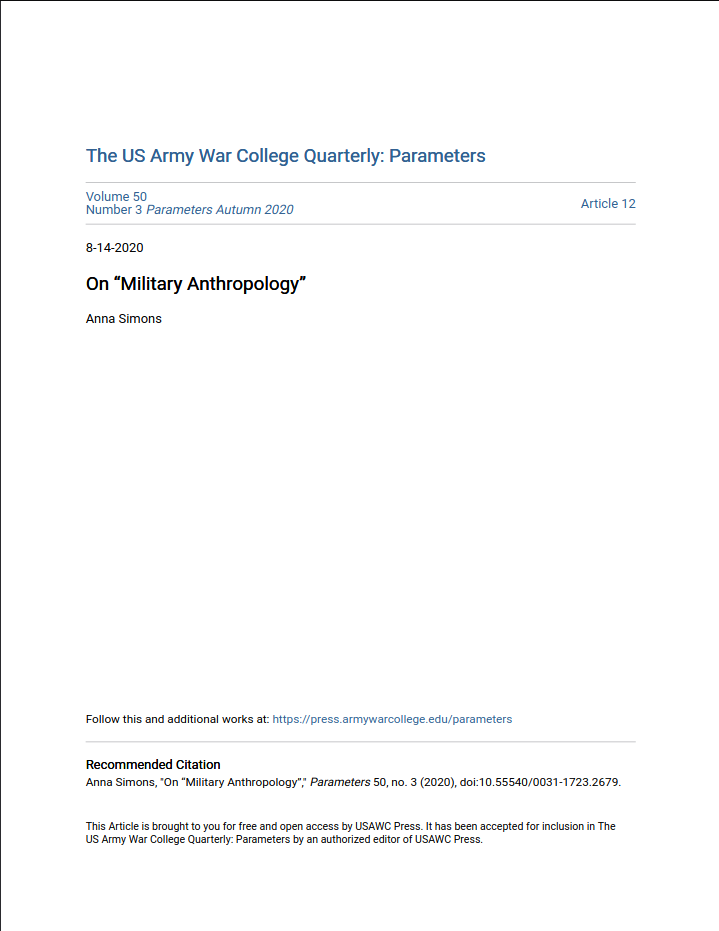 The US Army War College Quarterly: Parameters
Volume 50
Number 3 Parameters Autumn 2020
Article 12
8-14-2020
On “Military Anthropology”
Anna Simons
Follow this and additional works at: https://press.armywarcollege.edu/parameters
Recommended Citation
Anna Simons, "On “Military Anthropology”," Parameters 50, no. 3 (2020), doi:10.55540/0031-1723.2679.
This Article is brought to you for free and open access by USAWC Press. It has been accepted for inclusion in The
US Army War College Quarterly: Parameters by an authorized editor of USAWC Press.